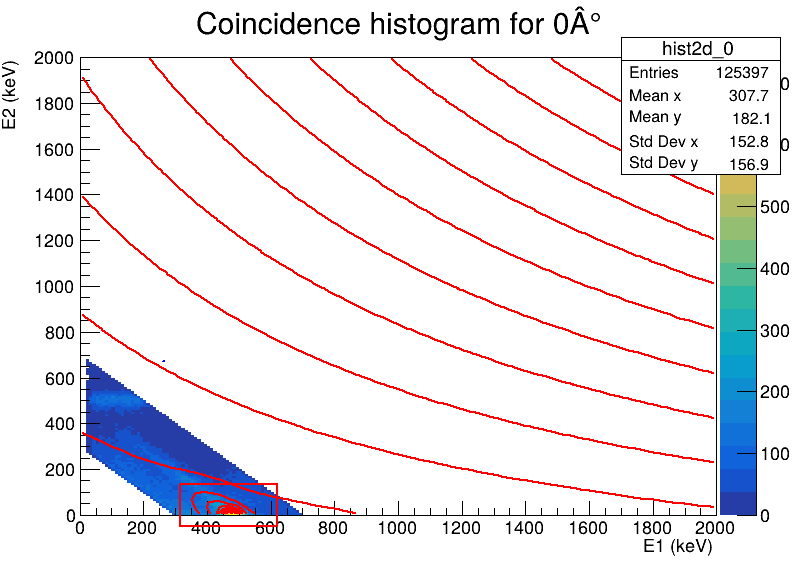 Coincidence histogram for 0Â°
hist2d_0
Entries 125397
Mean x 307.7
Mean y 182.1
Std Dev x 152.8
Std Dev y 156.9
E2 (keV)
2000
1800
1600
1400
1200
1000
800
600
400
200
0
0 200 400 600 800 1000 1200 1400 1600 1800 2000
E1 (keV)
0
0
500
400
300
200
100
0